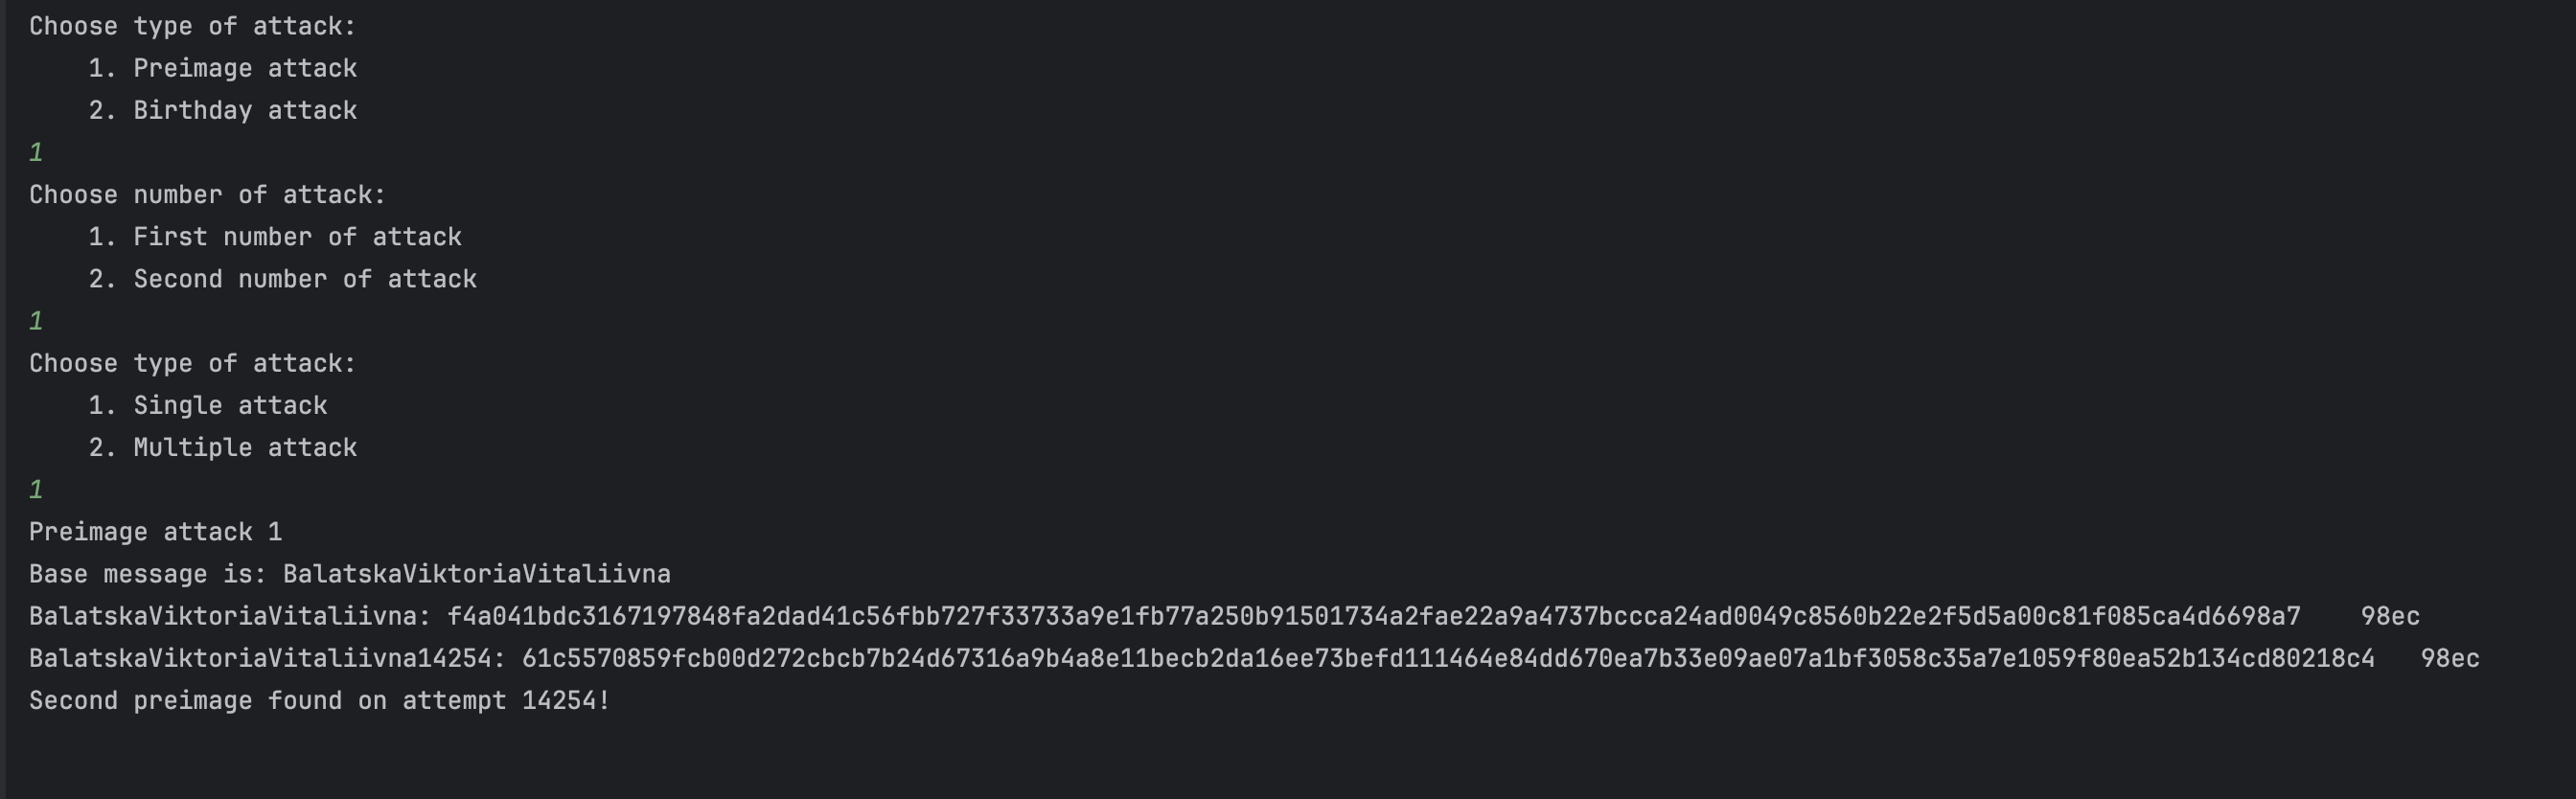 Choose type of attack:
    1. Preimage attack
    2. Birthday attack
1
Choose number of attack:
    1. First number of attack
    2. Second number of attack
1
Choose type of attack:
    1. Single attack
    2. Multiple attack
1
Preimage attack 1
Base message is: BalatskaViktoriaVitaliivna
BalatskaViktoriaVitaliivna: f4a041bdc3167197848fa2dad41c56fbb727f33733a9e1fb77a250b91501734a2fae22a9a4737bccca24ad0049c8560b22e2f5d5a00c81f085ca4d6698a7    98ec
BalatskaViktoriaVitaliivna14254: 61c5570859fcb00d272cbcb7b24d67316a9b4a8e11becb2da16ee73befd111464e84dd670ea7b33e09ae07a1bf3058c35a7e1059f80ea52b134cd80218c4   98ec
Second preimage found on attempt 14254!